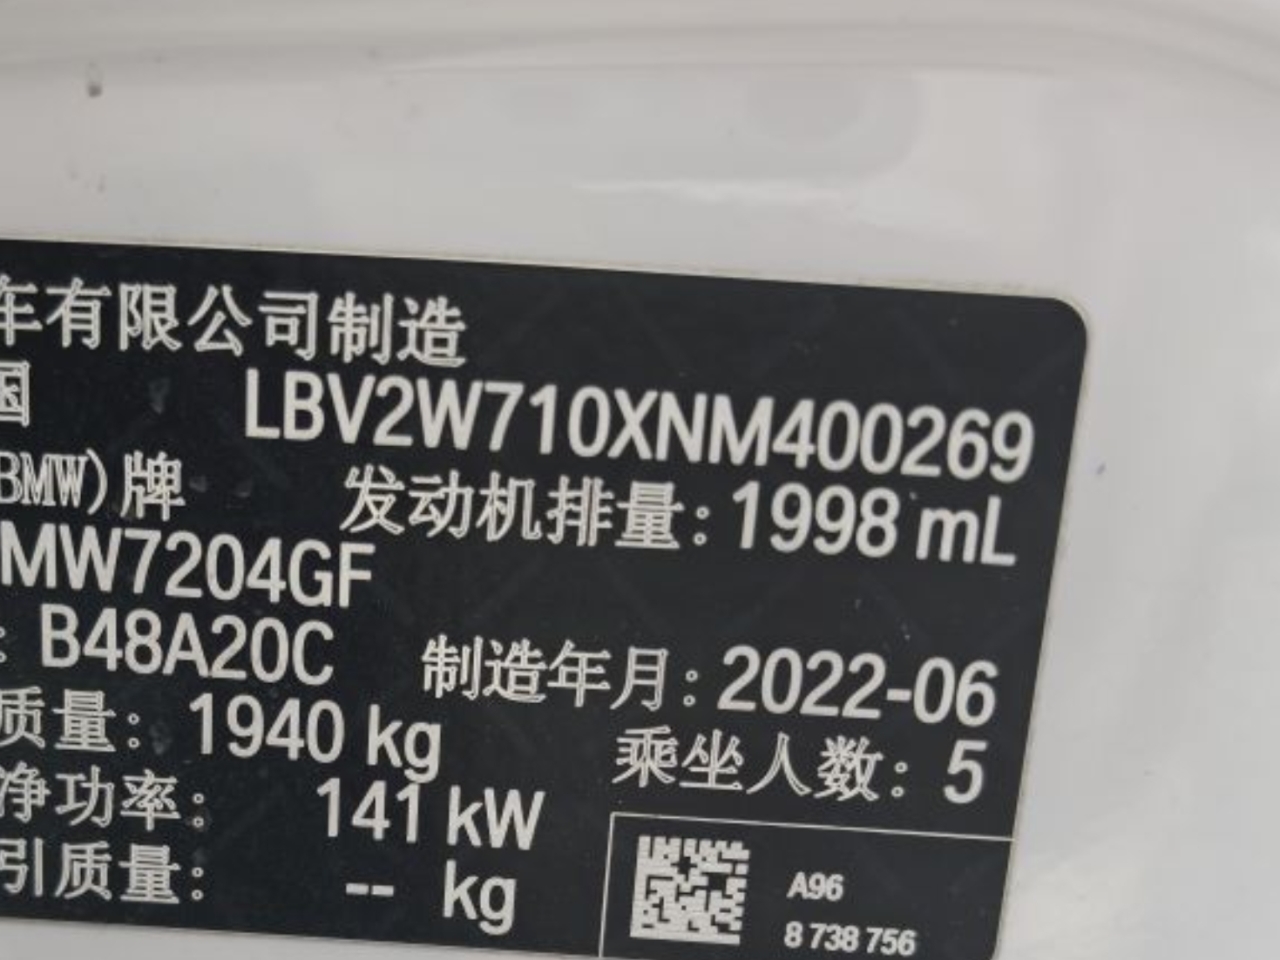 车有限公司制造
国 LBV2W710XNM400269
BMW)牌 发动机排量:1998 mL
MW7204GF
: B48A20C 制造年月:2022-06
质量: 1940 kg 乘坐人数: 5
净功率: 141 kW
引质量: -- kg
A96
8 738 756